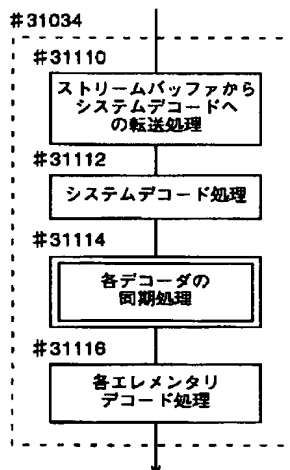 #31034
#31110
ストリームバッファから
システムデコードへ
の転送処理
#31112
システムデコード処理
#31114
各デコーダの
同期処理
#31116
各エレメンタリ
デコード処理